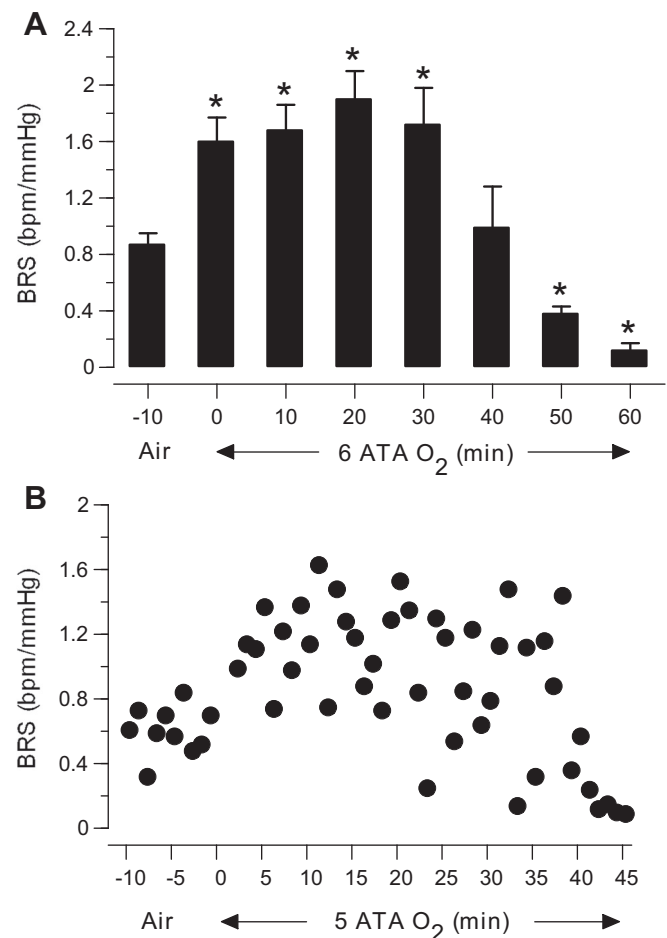 A
2.4
2
1.6
1.2
0.8
0.4
0
BRS (bpm/mmHg)
* * * * * *
-10 0 10 20 30 40 50 60
Air 6 ATA O2 (min)
B
2
1.6
1.2
0.8
0.4
0
BRS (bpm/mmHg)
-10 -5 0 5 10 15 20 25 30 35 40 45
Air 5 ATA O2 (min)